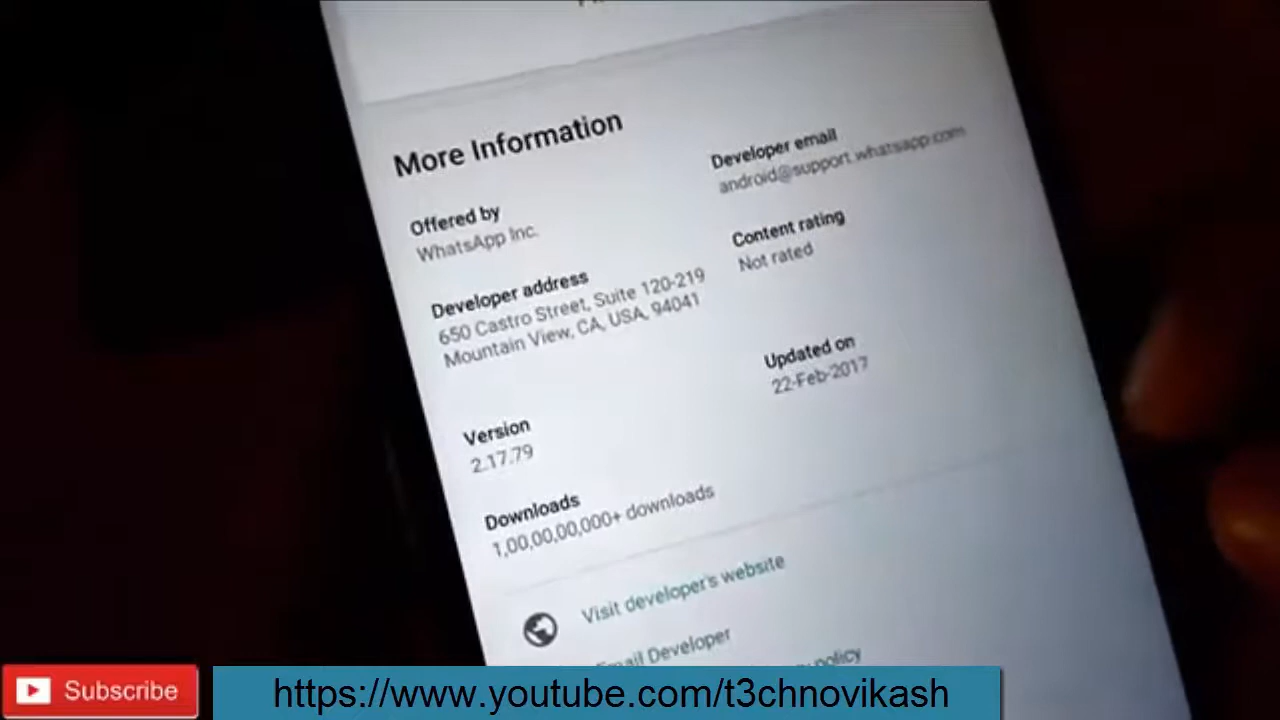 More Information
Offered by
WhatsApp Inc.
Developer email
android@support.whatsapp.com
Developer address
650 Castro Street, Suite 120-219
Mountain View, CA, USA, 94041
Content rating
Not rated
Updated on
22-Feb-2017
Version
2.17.79
Downloads
1,00,00,00,000+ downloads
Visit developer's website
Email Developer
policy
Subscribe
https://www.youtube.com/t3chnovikash